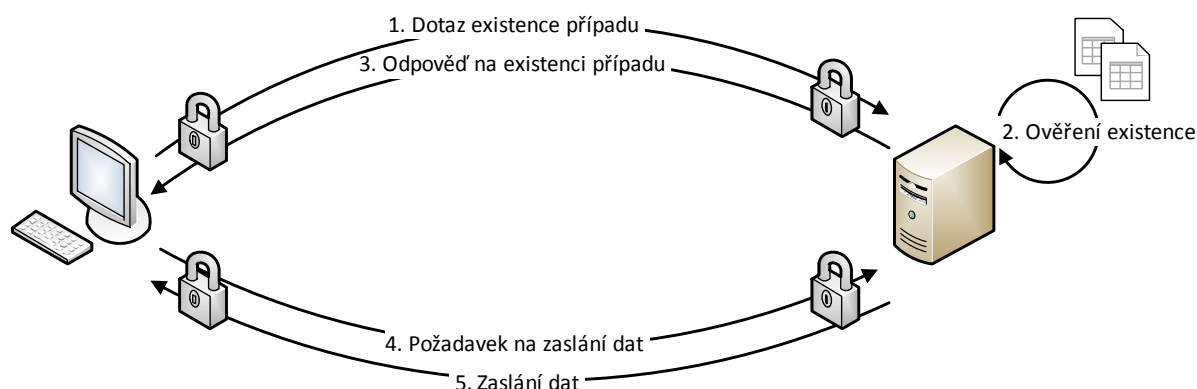 1. Dotaz existence případu
3. Odpověď na existenci případu
2. Ověření existence
4. Požadavek na zaslání dat
5. Zaslání dat